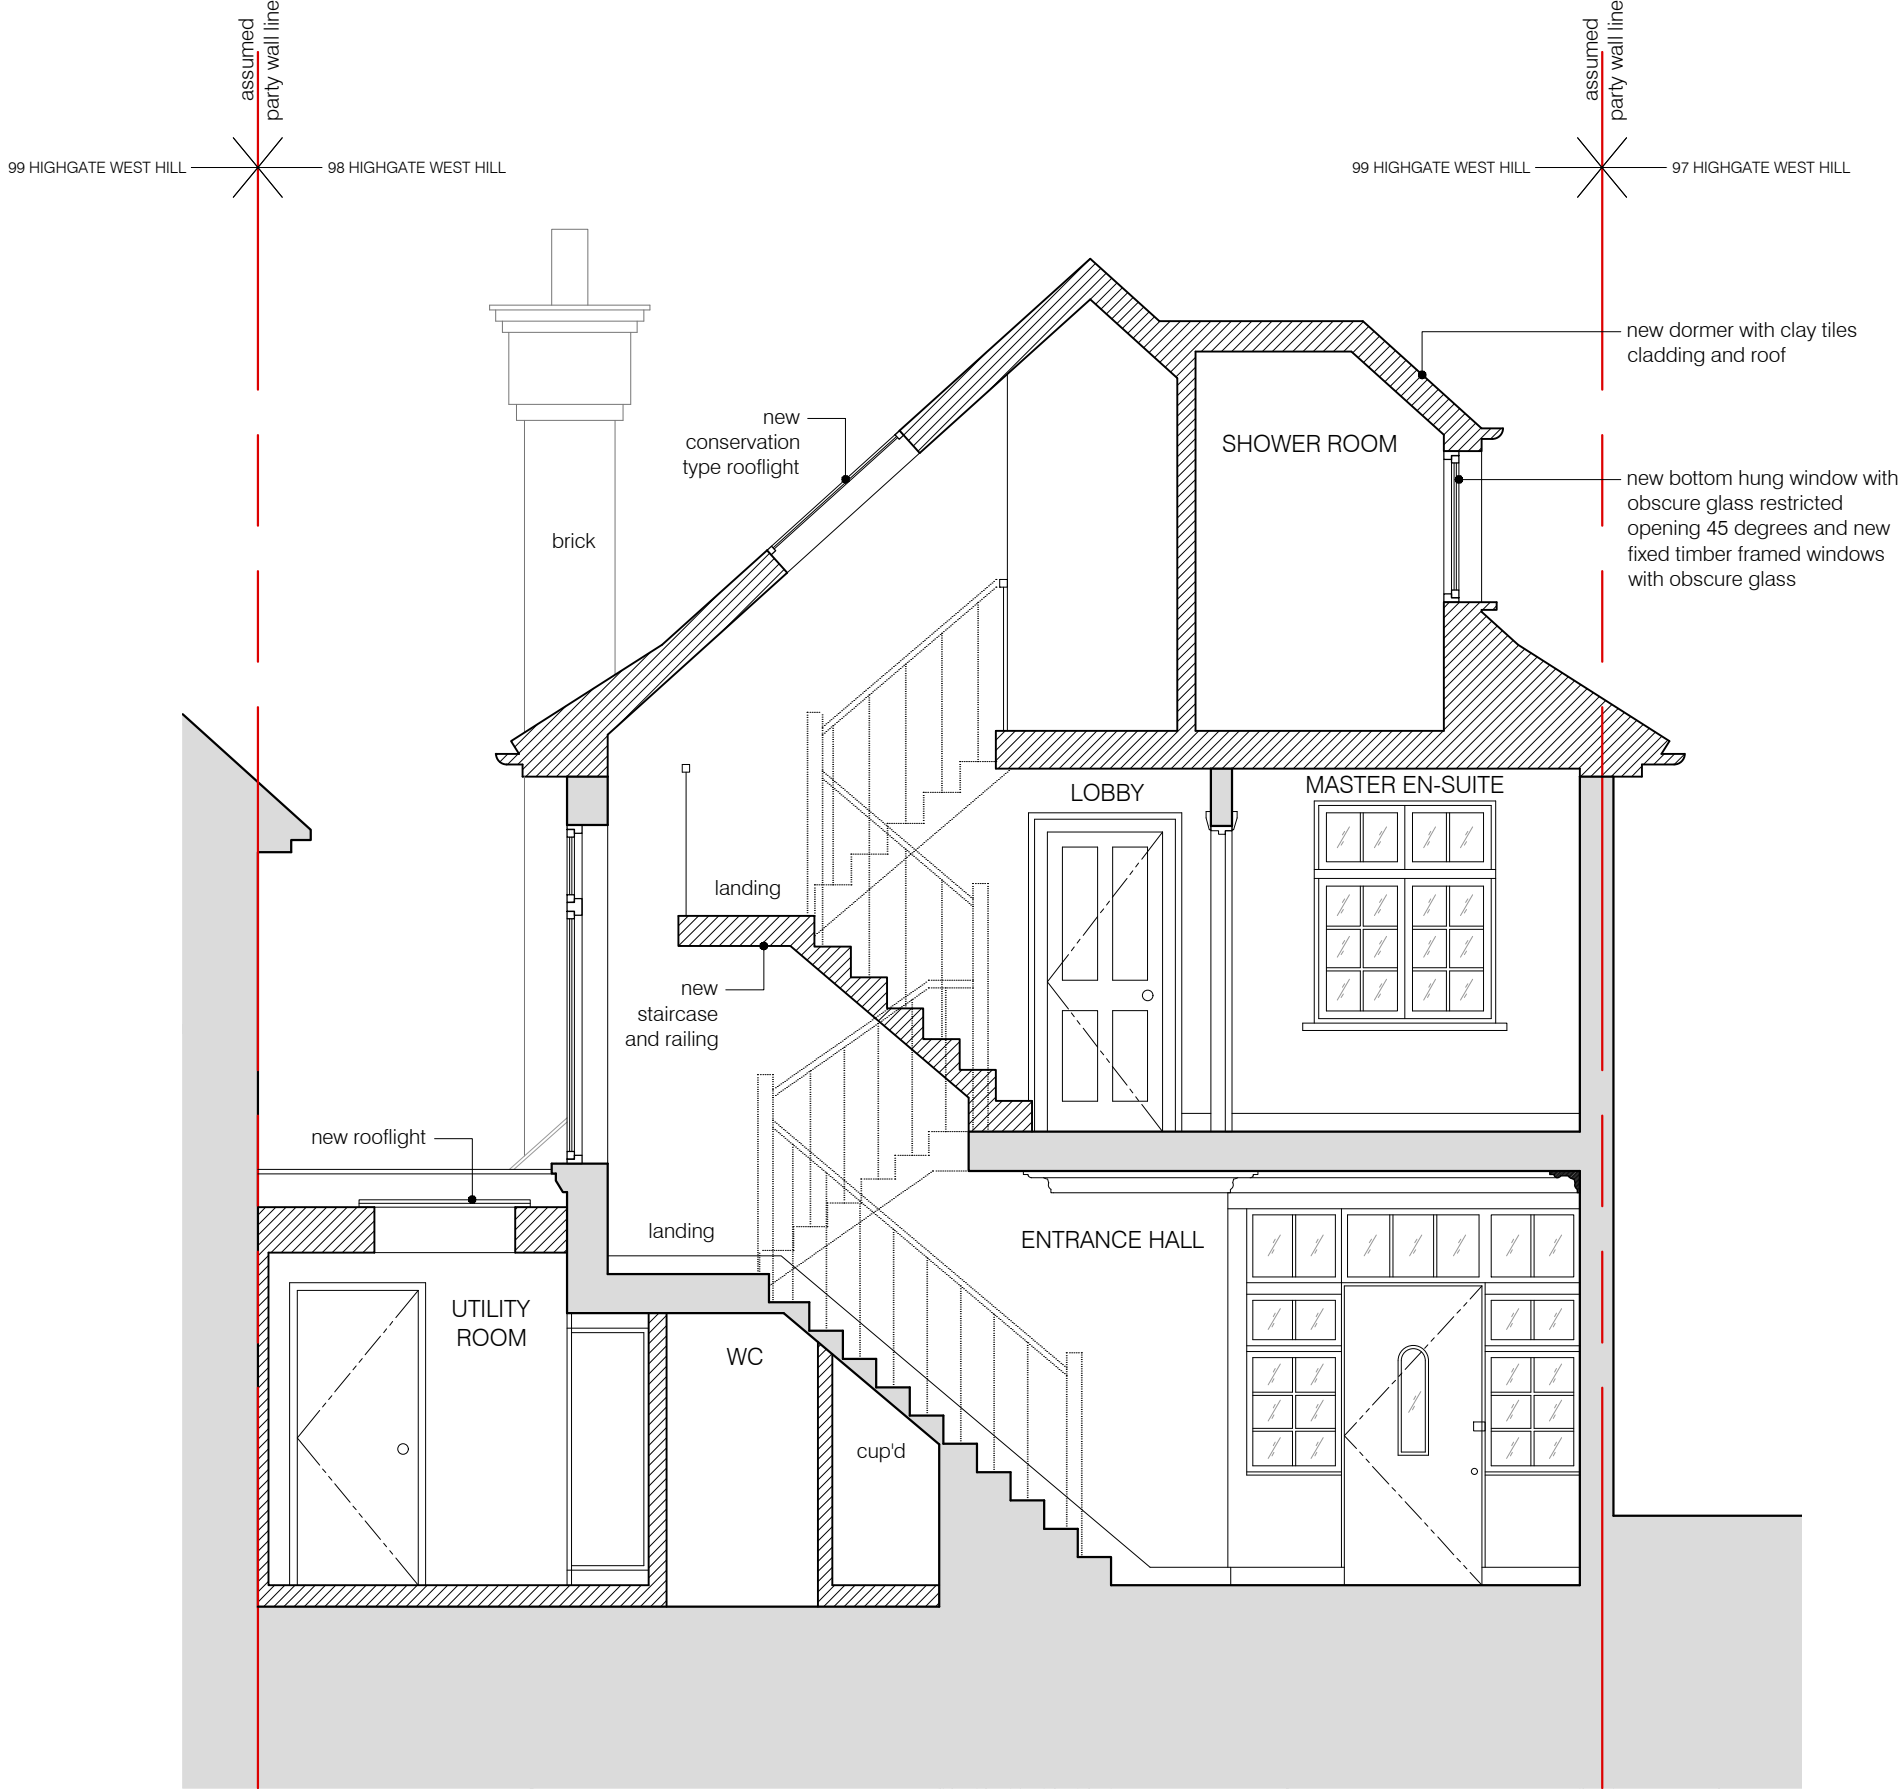 assumed
party wall line
assumed
party wall line
99 HIGHGATE WEST HILL
98 HIGHGATE WEST HILL
99 HIGHGATE WEST HILL
97 HIGHGATE WEST HILL
new dormer with clay tiles
cladding and roof
new
conservation
type rooflight
SHOWER ROOM
new bottom hung window with
obscure glass restricted
opening 45 degrees and new
fixed timber framed windows
with obscure glass
brick
LOBBY
MASTER EN-SUITE
landing
new
staircase
and railing
new rooflight
landing
ENTRANCE HALL
UTILITY
ROOM
WC
cup'd